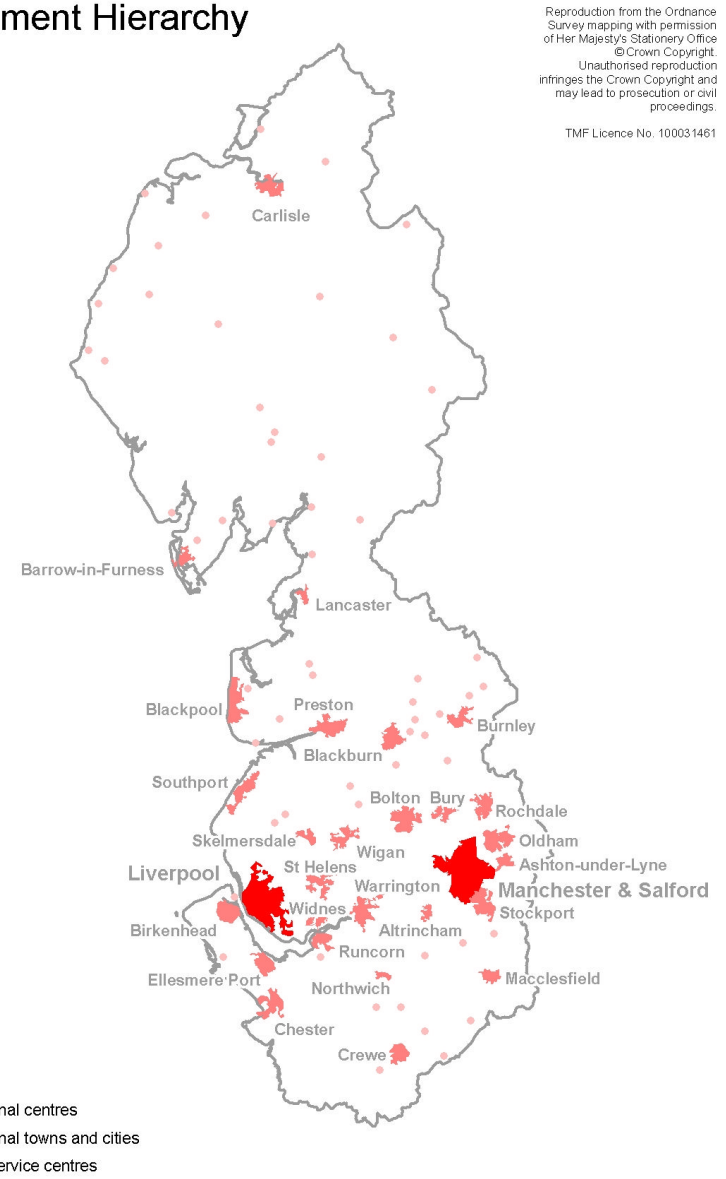 ment Hierarchy
Reproduction from the Ordnance
Survey mapping with permission
of Her Majesty's Stationery Office
© Crown Copyright.
Unauthorised reproduction
infringes the Crown Copyright and
may lead to prosecution or civil
proceedings.
TMF Licence No. 100031461
Carlisle
Barrow-in-Furness
Lancaster
Blackpool
Preston
Burnley
Blackburn
Southport
Bolton
Bury
Rochdale
Skelmersdale
Wigan
Oldham
Liverpool
St Helens
Ashton-under-Lyne
Warrington
Manchester & Salford
Widnes
Stockport
Birkenhead
Altrincham
Runcorn
Ellesmere Port
Northwich
Macclesfield
Chester
Crewe
nal centres
nal towns and cities
ervice centres